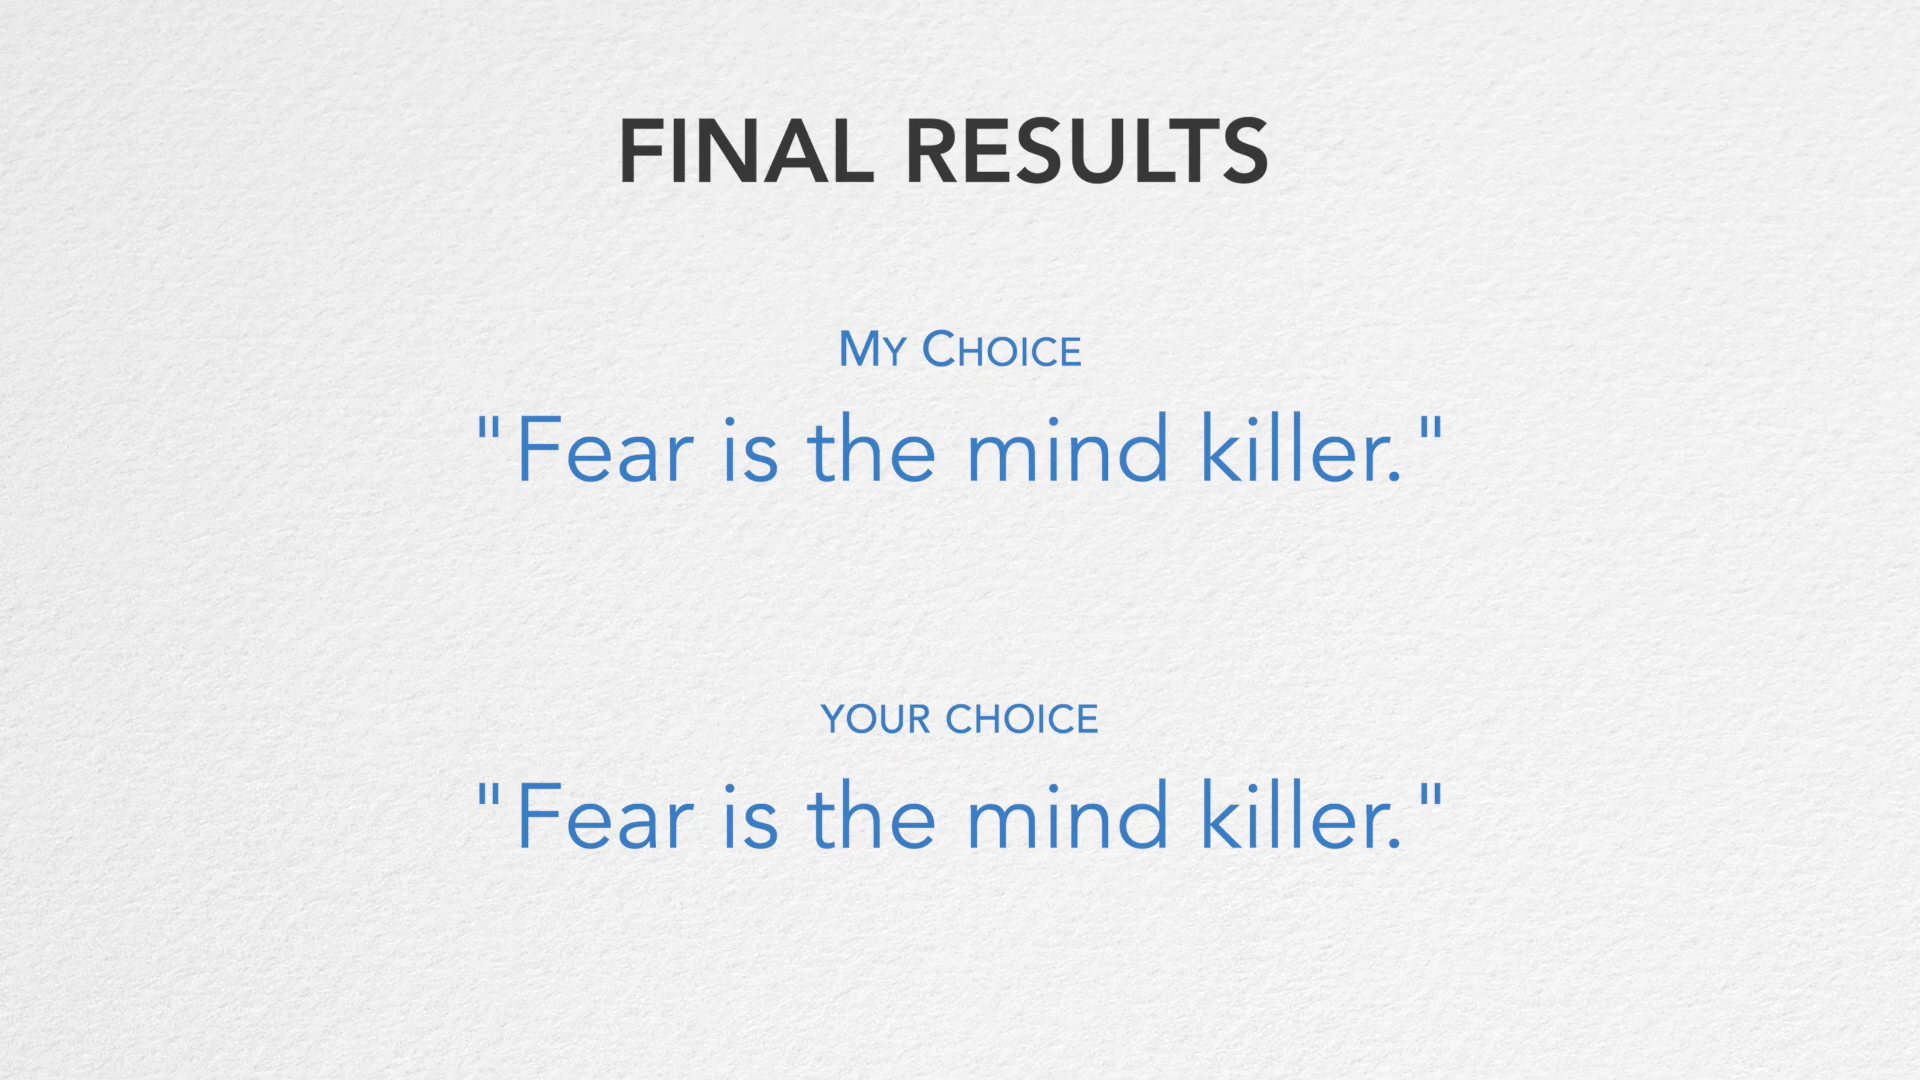 FINAL RESULTS
My Choice
"Fear is the mind killer."
your choice
"Fear is the mind killer."